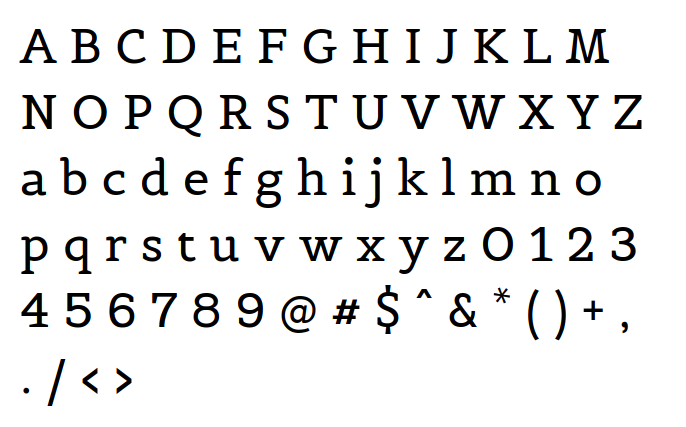 A B C D E F G H I J K L M
N O P Q R S T U V W X Y Z
a b c d e f g h i j k l m n o
p q r s t u v w x y z 0 1 2 3
4 5 6 7 8 9 @ # $ ^ & * ( ) + ,
. / < >